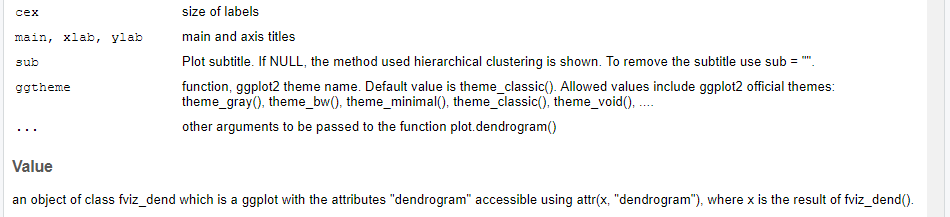 cex size of labels
main, xlab, ylab main and axis titles
sub Plot subtitle. If NULL, the method used hierarchical clustering is shown. To remove the subtitle use sub = "".
ggtheme function, ggplot2 theme name. Default value is theme_classic(). Allowed values include ggplot2 official themes:
theme_gray(), theme_bw(), theme_minimal(), theme_classic(), theme_void(), ....
... other arguments to be passed to the function plot.dendrogram()
Value
an object of class fviz_dend which is a ggplot with the attributes "dendrogram" accessible using attr(x, "dendrogram"), where x is the result of fviz_dend().